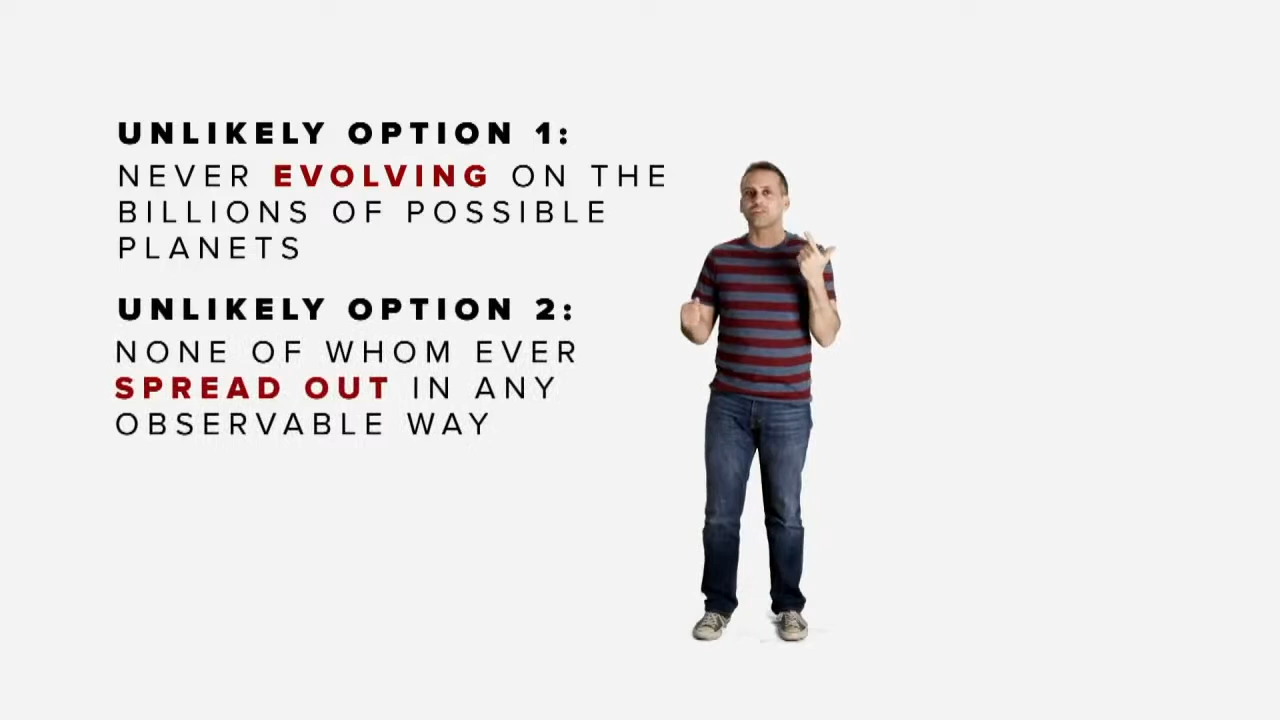 UNLIKELY OPTION 1:
NEVER EVOLVING ON THE
BILLIONS OF POSSIBLE
PLANETS
UNLIKELY OPTION 2:
NONE OF WHOM EVER
SPREAD OUT IN ANY
OBSERVABLE WAY